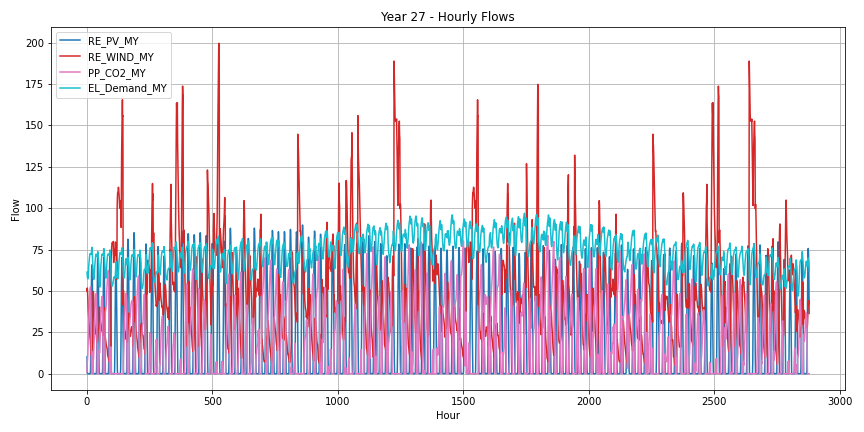 Year 27 - Hourly Flows
RE_PV_MY
RE_WIND_MY
PP_CO2_MY
EL_Demand_MY
200
175
150
125
100
75
50
25
0
Flow
0 500 1000 1500 2000 2500 3000
Hour